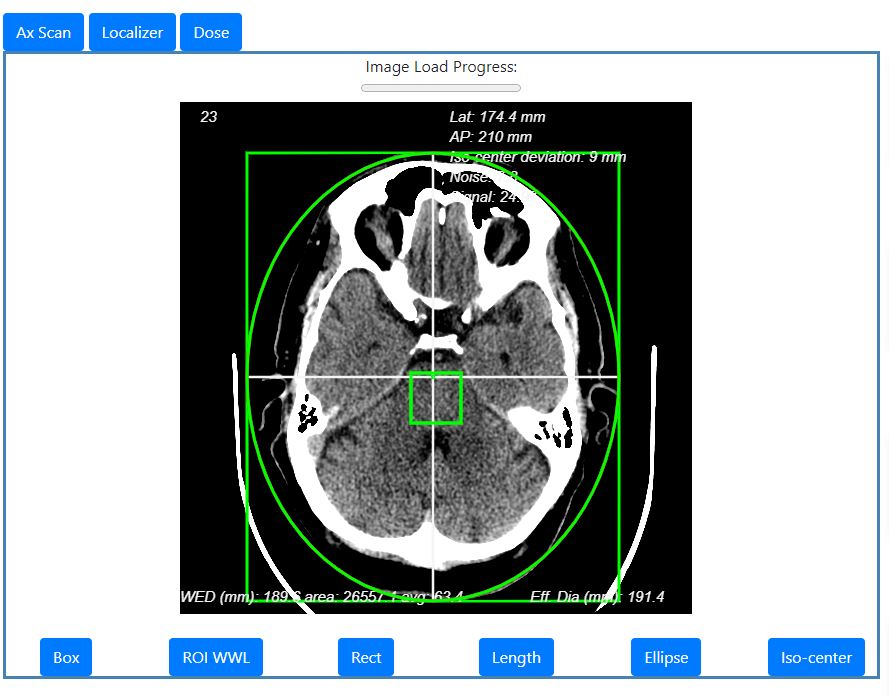 Ax Scan Localizer Dose
Image Load Progress:
23
Lat: 174.4 mm
AP: 210 mm
Iso center deviation: 9 mm
Noise:
Signal: 24.
WED (mm): 189.6 area: 26557.1 avg: 63.4
Eff. Dia (mm): 191.4
Box ROI WWL Rect Length Ellipse Iso-center